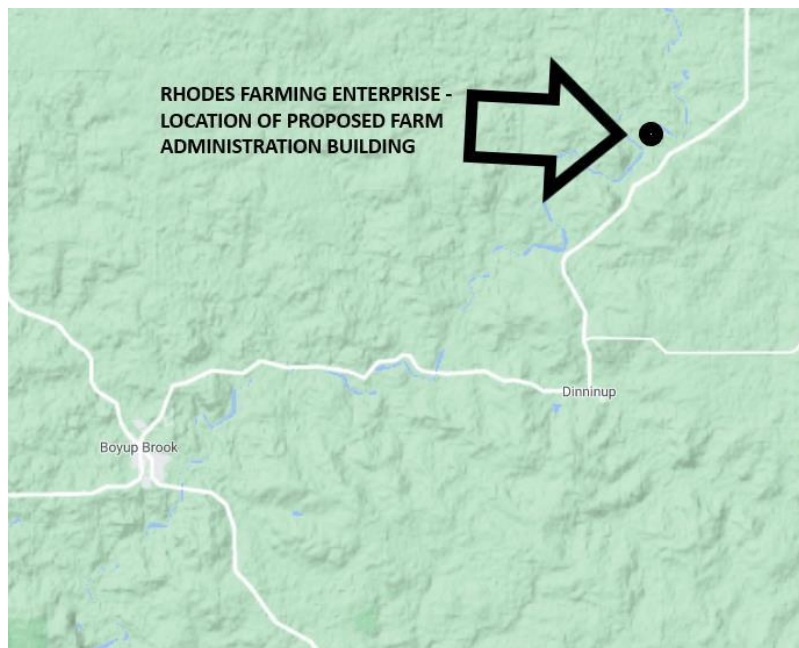 RHODES FARMING ENTERPRISE -
LOCATION OF PROPOSED FARM
ADMINISTRATION BUILDING
Dinninup
Boyup Brook